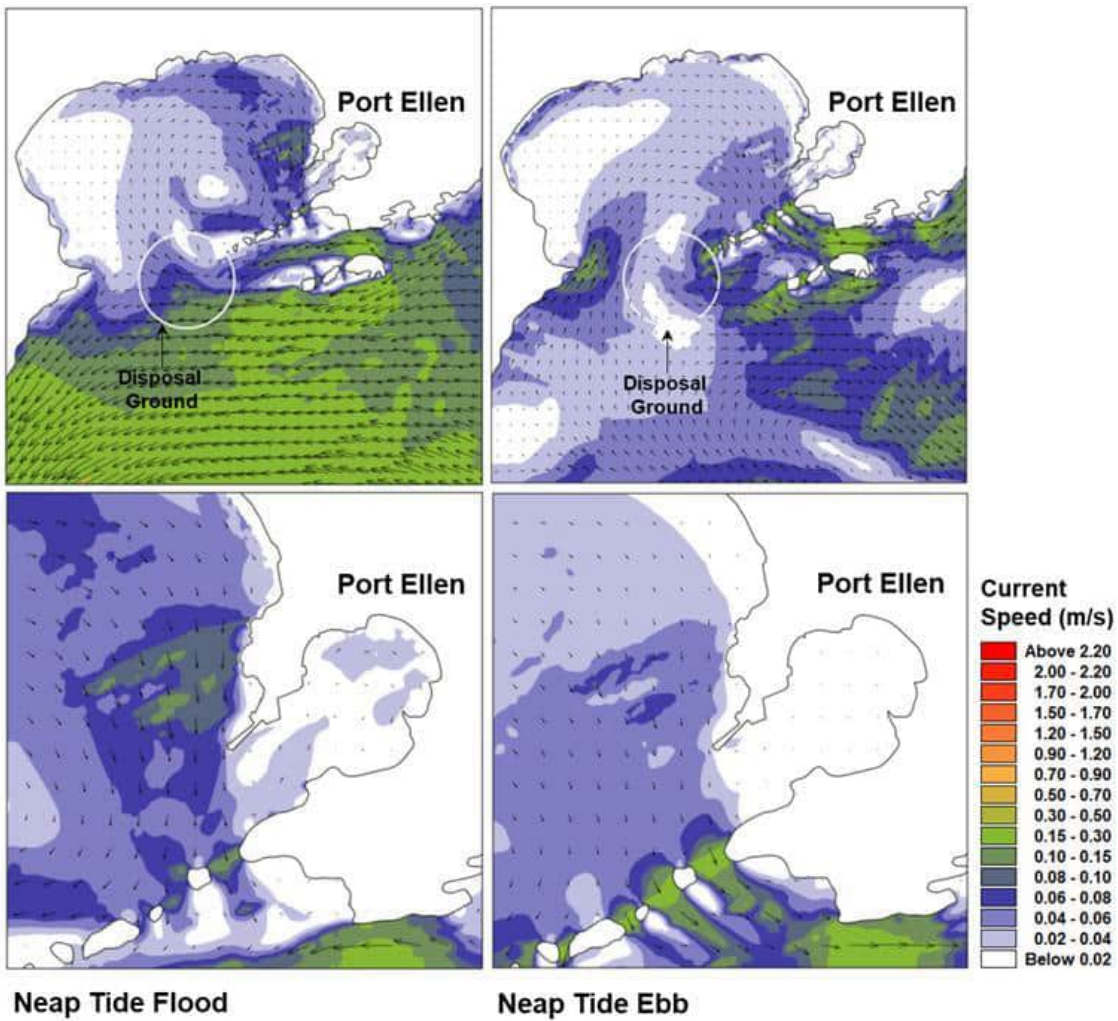 Port Ellen
Port Ellen
Disposal
Ground
Disposal
Ground
Port Ellen
Port Ellen
Current
Speed (m/s)
Above 2.20
2.00 - 2.20
1.70 - 2.00
1.50 - 1.70
1.20 - 1.50
0.90 - 1.20
0.70 - 0.90
0.50 - 0.70
0.30 - 0.50
0.15 - 0.30
0.10 - 0.15
0.08 - 0.10
0.06 - 0.08
0.04 - 0.06
0.02 - 0.04
Below 0.02
Neap Tide Flood
Neap Tide Ebb